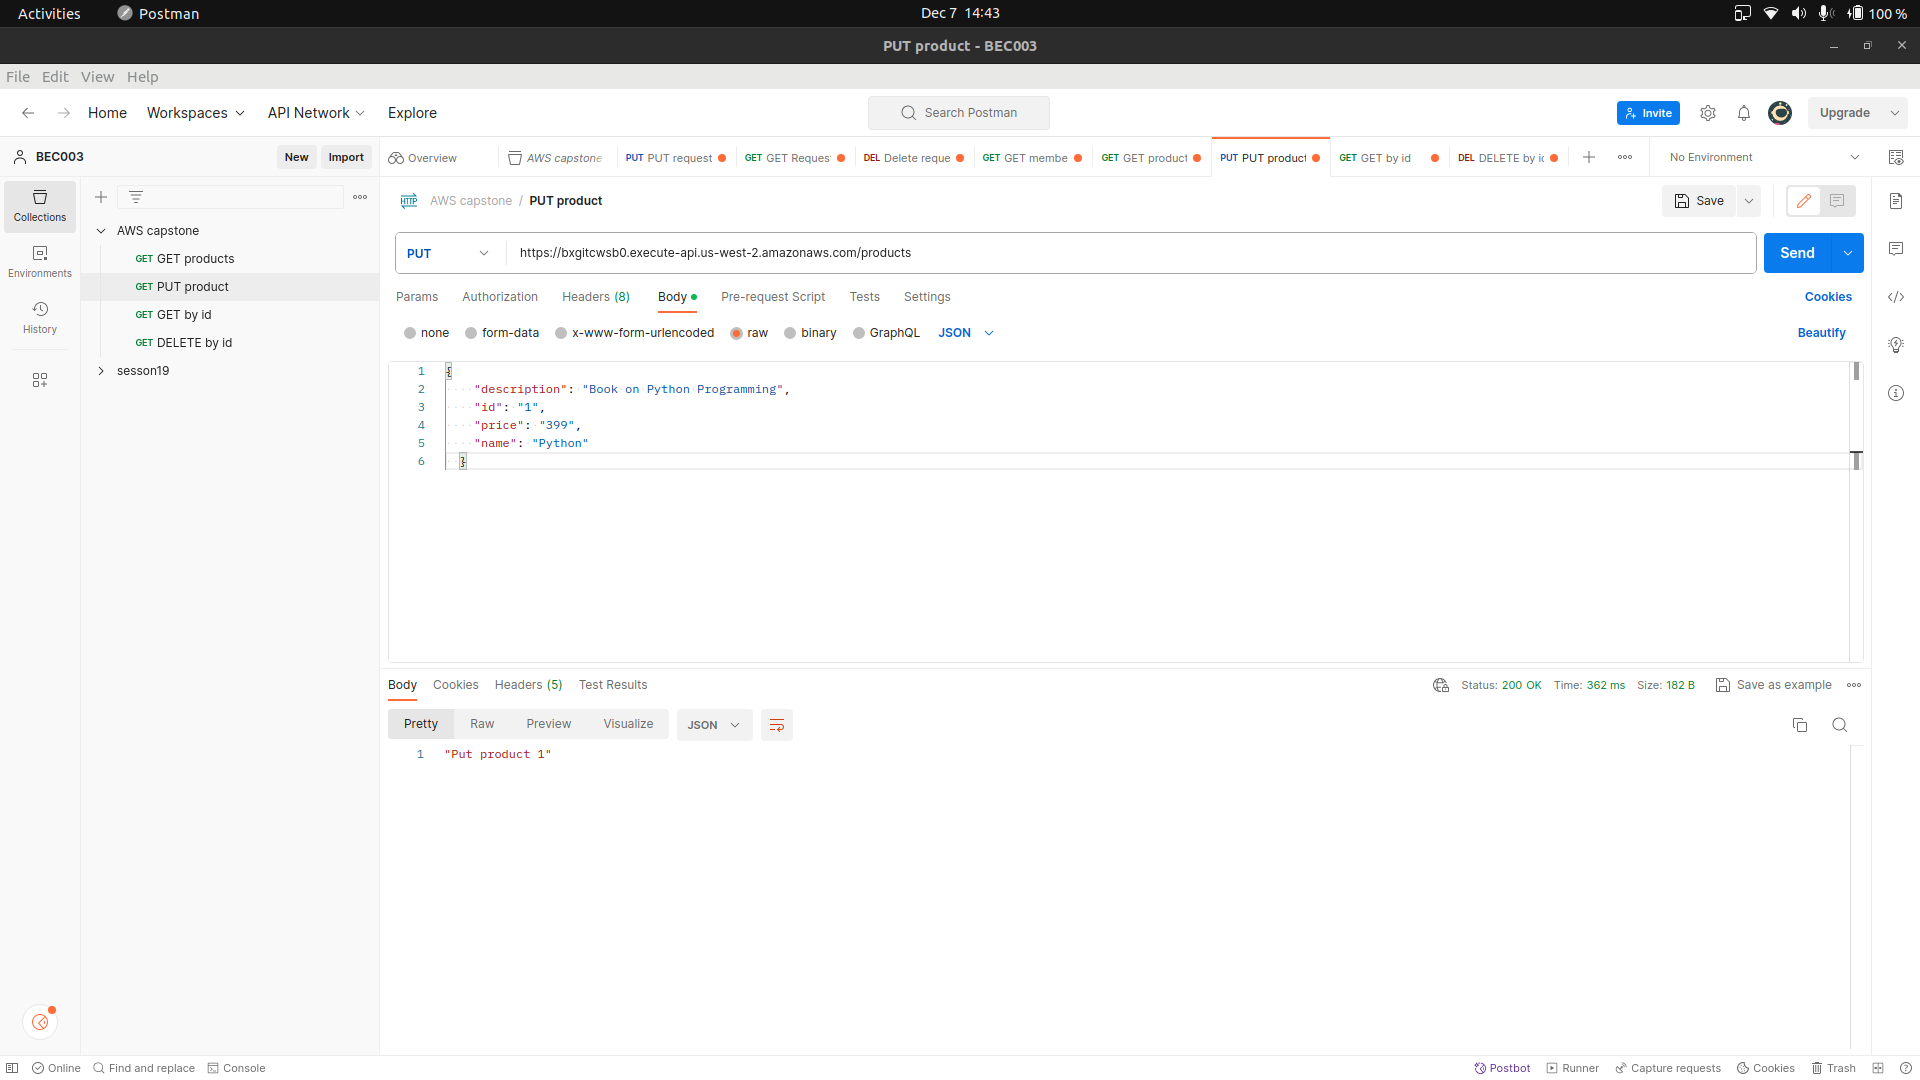 Activities Postman Dec 7 14:43 100 %
PUT product - BEC003
File Edit View Help
Home Workspaces API Network Explore Search Postman Invite Upgrade
BEC003 New Import Overview AWS capstone PUT PUT request GET GET Reques DEL Delete reque GET GET membe GET GET product PUT PUT product GET GET by id DEL DELETE by id No Environment
Collections
Environments
History
AWS capstone
GET GET products
GET PUT product
GET GET by id
GET DELETE by id
sesson19
HTTP AWS capstone / PUT product Save
PUT https://bxgitcwsb0.execute-api.us-west-2.amazonaws.com/products Send
Params Authorization Headers (8) Body Pre-request Script Tests Settings Cookies
none form-data x-www-form-urlencoded raw binary GraphQL JSON Beautify
1 {
2 "description": "Book on Python Programming",
3 "id": "1",
4 "price": "399",
5 "name": "Python"
6 }
Body Cookies Headers (5) Test Results Status: 200 OK Time: 362 ms Size: 182 B Save as example
Pretty Raw Preview Visualize JSON
1 "Put product 1"
Online Find and replace Console Postbot Runner Capture requests Cookies Trash